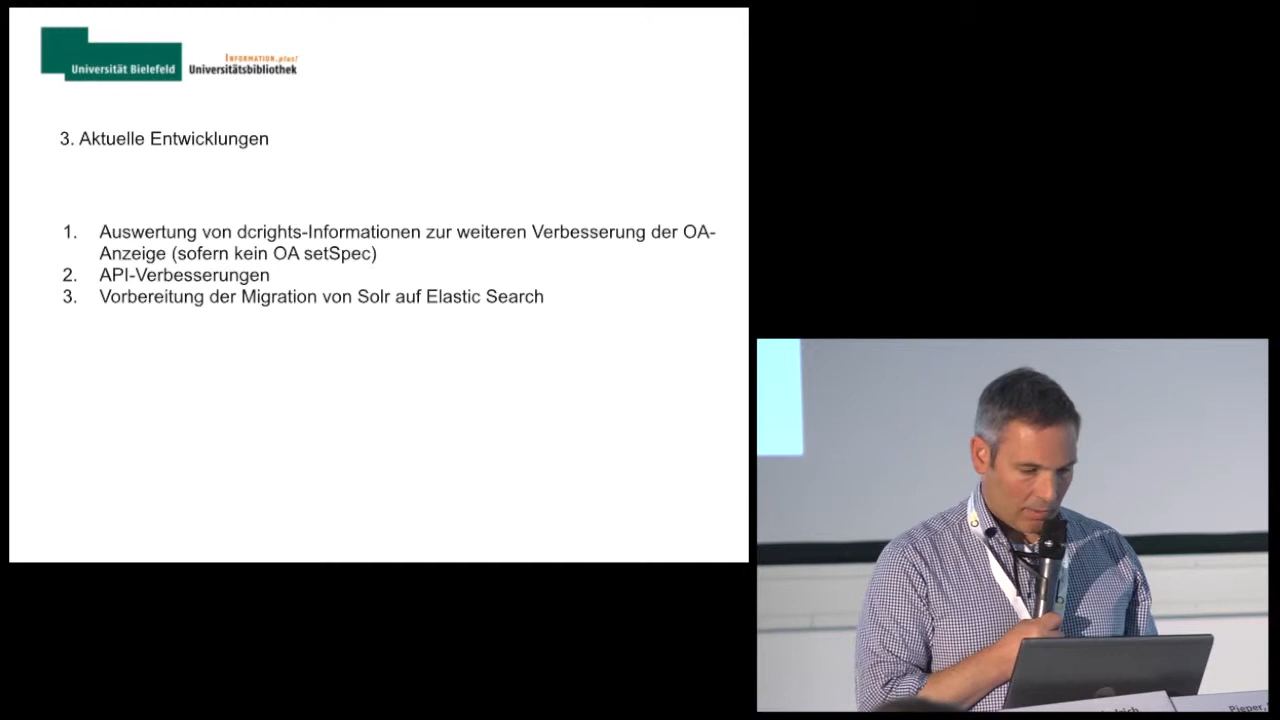 Universität Bielefeld
INFORMATION.plus!
Universitätsbibliothek
3. Aktuelle Entwicklungen
1. Auswertung von dcrights-Informationen zur weiteren Verbesserung der OA-
Anzeige (sofern kein OA setSpec)
2. API-Verbesserungen
3. Vorbereitung der Migration von Solr auf Elastic Search
Pieper,